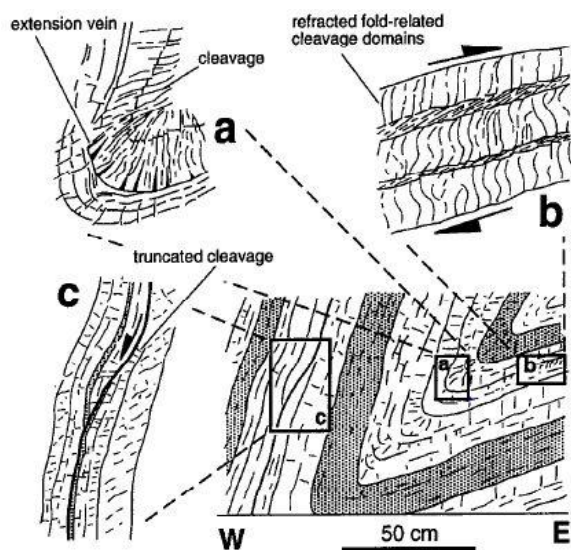 extension vein
cleavage
a
refracted fold-related
cleavage domains
b
truncated cleavage
c
a
b
c
W
E
50 cm